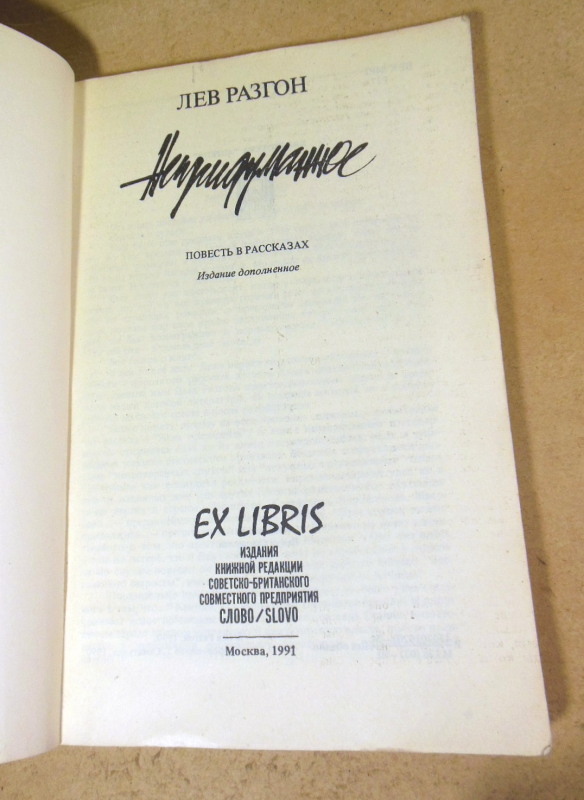 ЛЕВ РАЗГОН
Непридуманное
ПОВЕСТЬ В РАССКАЗАХ
Издание дополненное
EX LIBRIS
ИЗДАНИЯ
КНИЖНОЙ РЕДАКЦИИ
СОВЕТСКО-БРИТАНСКОГО
СОВМЕСТНОГО ПРЕДПРИЯТИЯ
СЛОВО/SLOVO
Москва, 1991